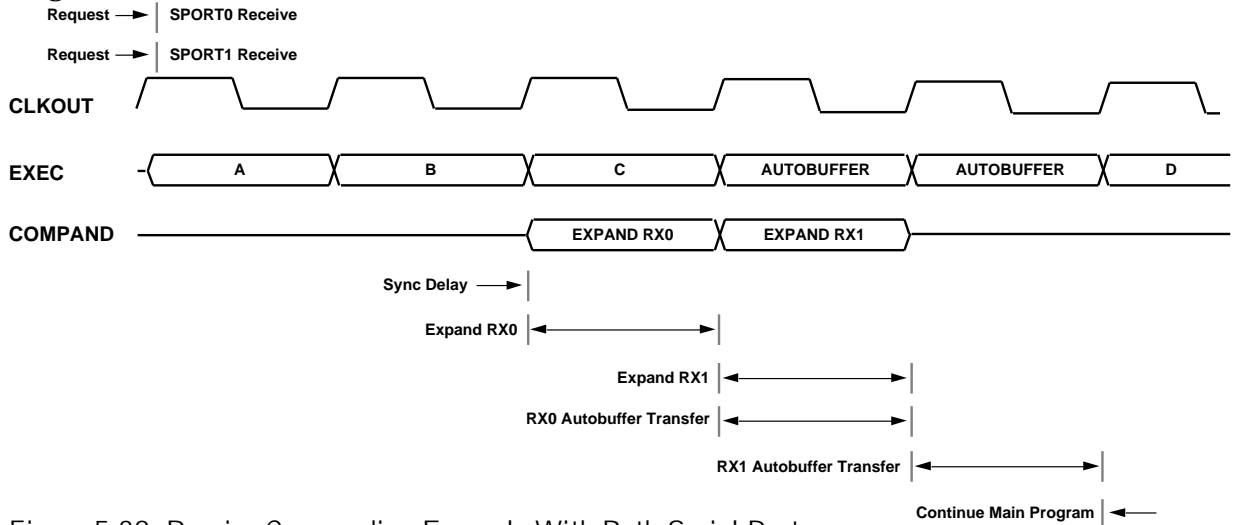 Request SPORT0 Receive
Request SPORT1 Receive
CLKOUT
EXEC A B C AUTOBUFFER AUTOBUFFER D
COMPAND EXPAND RX0 EXPAND RX1
Sync Delay
Expand RX0
Expand RX1
RX0 Autobuffer Transfer
RX1 Autobuffer Transfer
Continue Main Program